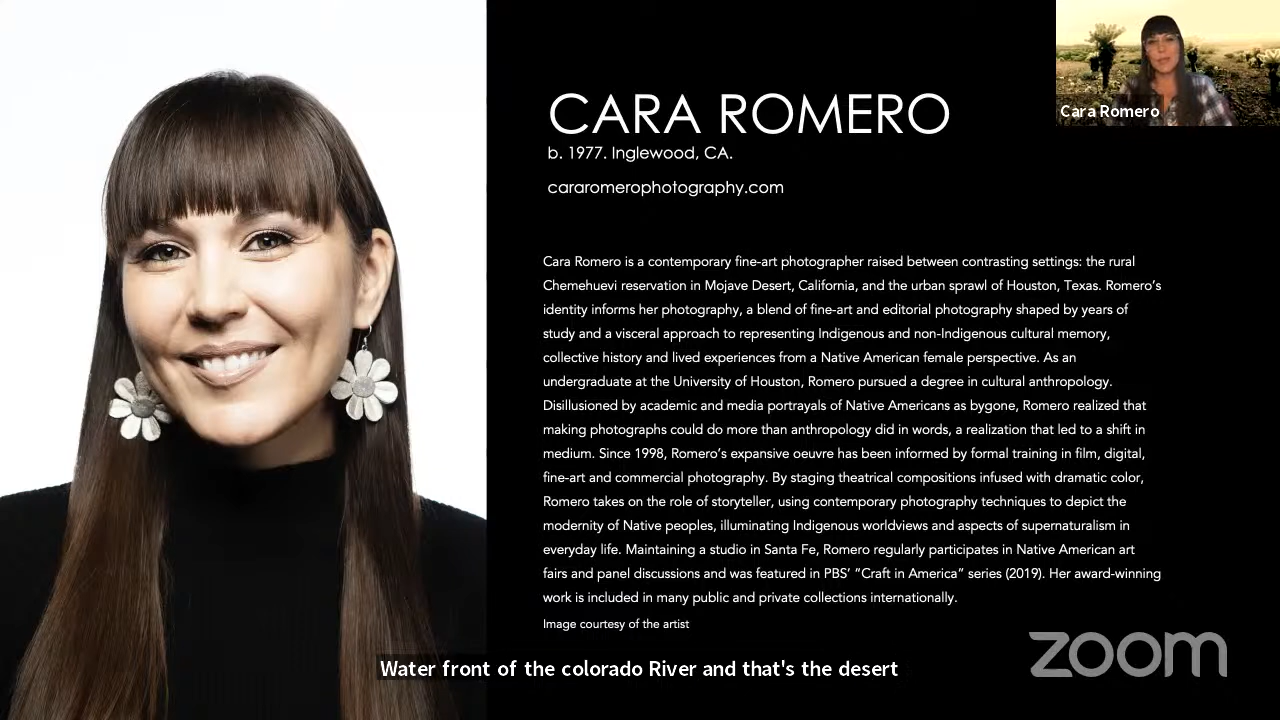 CARA ROMERO
b. 1977. Inglewood, CA.
cararomerophotography.com
Cara Romero
Cara Romero is a contemporary fine-art photographer raised between contrasting settings: the rural
Chemehuevi reservation in Mojave Desert, California, and the urban sprawl of Houston, Texas. Romero’s
identity informs her photography, a blend of fine-art and editorial photography shaped by years of
study and a visceral approach to representing Indigenous and non-Indigenous cultural memory,
collective history and lived experiences from a Native American female perspective. As an
undergraduate at the University of Houston, Romero pursued a degree in cultural anthropology.
Disillusioned by academic and media portrayals of Native Americans as bygone, Romero realized that
making photographs could do more than anthropology did in words, a realization that led to a shift in
medium. Since 1998, Romero’s expansive oeuvre has been informed by formal training in film, digital,
fine-art and commercial photography. By staging theatrical compositions infused with dramatic color,
Romero takes on the role of storyteller, using contemporary photography techniques to depict the
modernity of Native peoples, illuminating Indigenous worldviews and aspects of supernaturalism in
everyday life. Maintaining a studio in Santa Fe, Romero regularly participates in Native American art
fairs and panel discussions and was featured in PBS’ “Craft in America” series (2019). Her award-winning
work is included in many public and private collections internationally.
Image courtesy of the artist
Water front of the colorado River and that's the desert
zoom